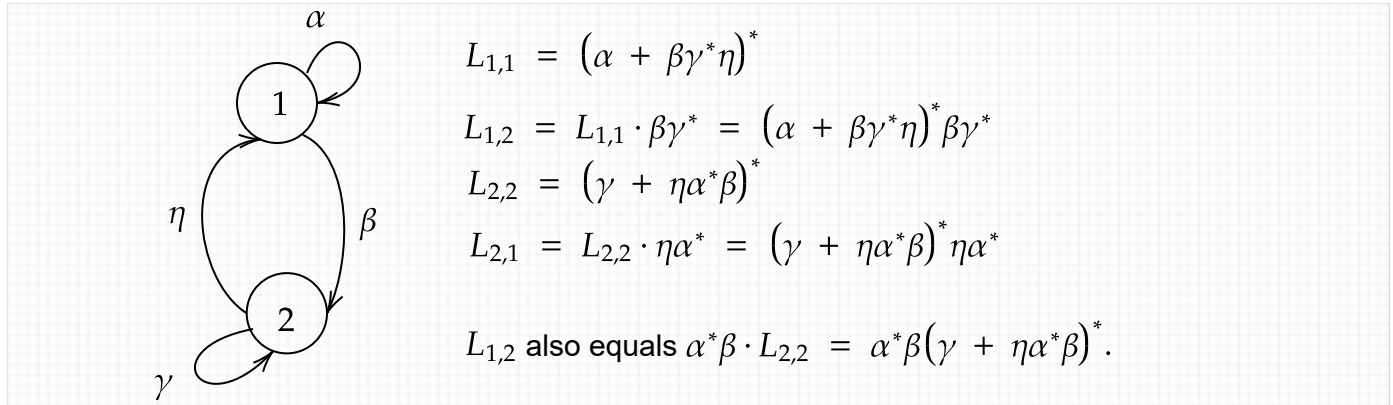 α
1
η
β
2
γ
L₁,₁ = (α + βγ*η)*
L₁,₂ = L₁,₁ · βγ* = (α + βγ*η)*βγ*
L₂,₂ = (γ + ηα*β)*
L₂,₁ = L₂,₂ · ηα* = (γ + ηα*β)*ηα*
L₁,₂ also equals α*β · L₂,₂ = α*β(γ + ηα*β)*.